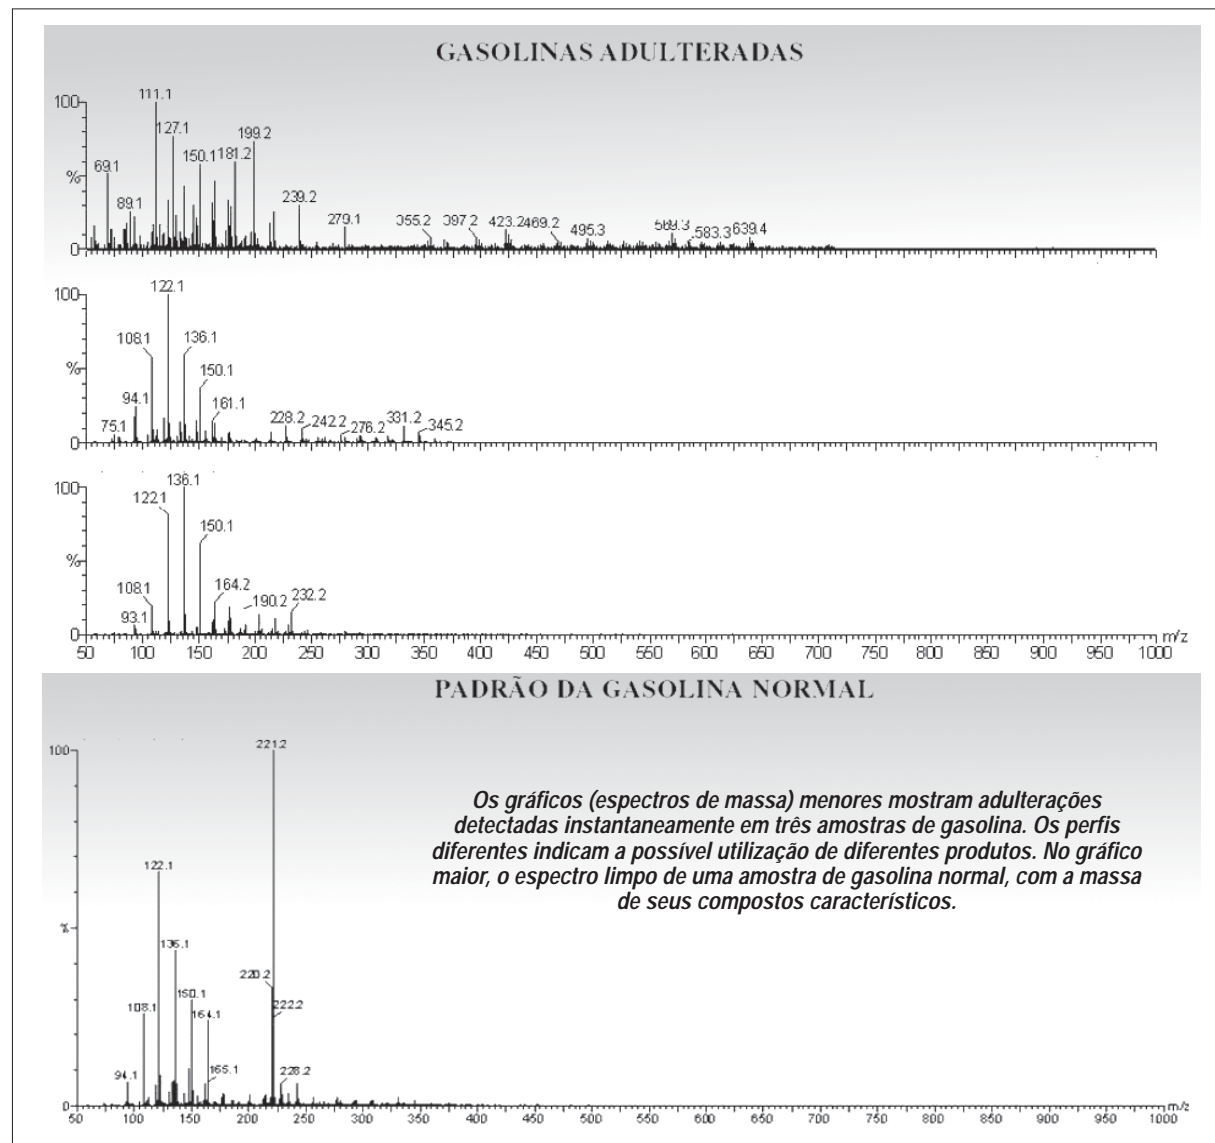 GASOLINAS ADULTERADAS
111.1
100
127.1
199.2
150.1 181.2
69.1
%
89.1
239.2
279.1
355.2 397.2 423.2 469.2 495.3 569.3 583.3 639.4
0
122.1
100
108.1 136.1
%
150.1
94.1 161.1
75.1 228.2 242.2 276.2 331.2 345.2
0
136.1
100
122.1
150.1
%
108.1 164.2 190.2 232.2
93.1
0 m/z
50 100 150 200 250 300 350 400 450 500 550 600 650 700 750 800 850 900 950 1000
PADRÃO DA GASOLINA NORMAL
221.2
100
Os gráficos (espectros de massa) menores mostram adulterações
detectadas instantaneamente em três amostras de gasolina. Os perfis
diferentes indicam a possível utilização de diferentes produtos. No gráfico
maior, o espectro limpo de uma amostra de gasolina normal, com a massa
de seus compostos característicos.
122.1
%
136.1
220.2
150.1 222.2
108.1 164.1
94.1 165.1 228.2
0 m/z
50 100 150 200 250 300 350 400 450 500 550 600 650 700 750 800 850 900 950 1000